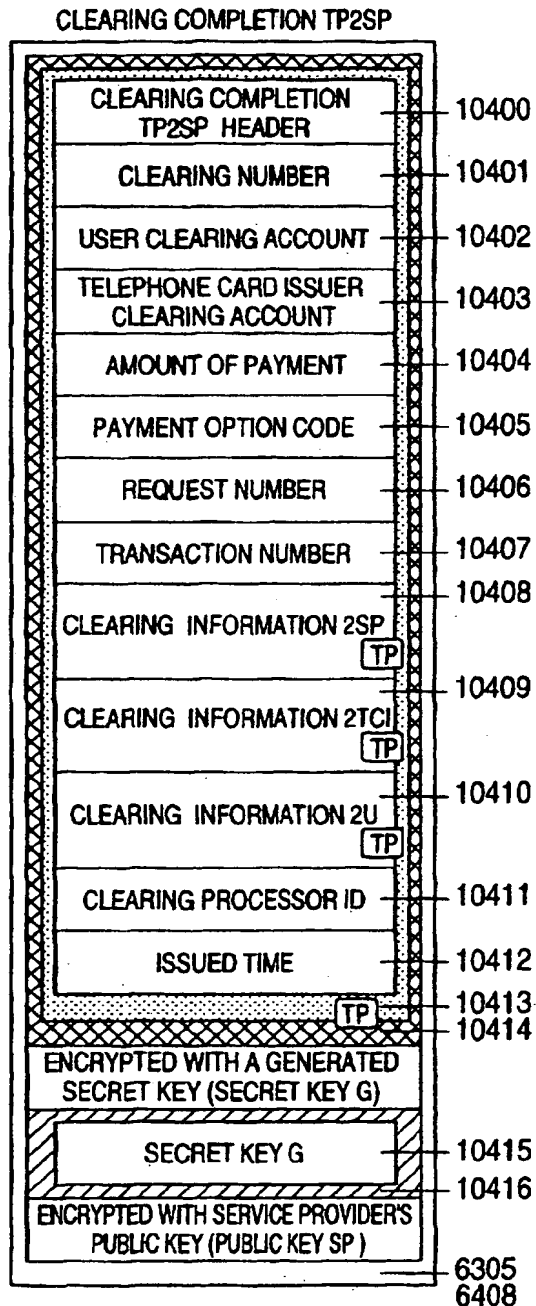 CLEARING COMPLETION TP2SP
CLEARING COMPLETION
TP2SP HEADER
10400
CLEARING NUMBER
10401
USER CLEARING ACCOUNT
10402
TELEPHONE CARD ISSUER
CLEARING ACCOUNT
10403
AMOUNT OF PAYMENT
10404
PAYMENT OPTION CODE
10405
REQUEST NUMBER
10406
TRANSACTION NUMBER
10407
10408
CLEARING INFORMATION 2SP
TP
10409
CLEARING INFORMATION 2TCI
TP
10410
CLEARING INFORMATION 2U
TP
CLEARING PROCESSOR ID
10411
ISSUED TIME
10412
TP
10413
10414
ENCRYPTED WITH A GENERATED
SECRET KEY (SECRET KEY G)
SECRET KEY G
10415
10416
ENCRYPTED WITH SERVICE PROVIDER'S
PUBLIC KEY (PUBLIC KEY SP )
6305
6408